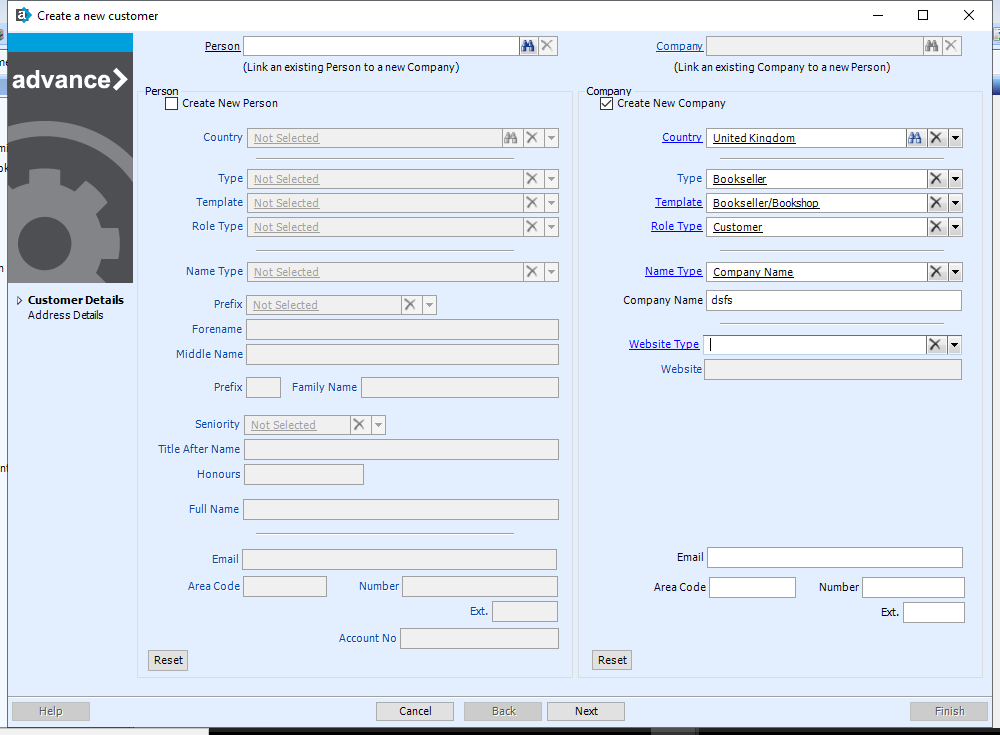 Create a new customer
advance
Customer Details
Address Details
Person
(Link an existing Person to a new Company)
Company
(Link an existing Company to a new Person)
Person
Create New Person
Country Not Selected
Type Not Selected
Template Not Selected
Role Type Not Selected
Name Type Not Selected
Prefix Not Selected
Forename
Middle Name
Prefix Family Name
Seniority Not Selected
Title After Name
Honours
Full Name
Email
Area Code Number
Ext.
Account No
Reset
Company
Create New Company
Country United Kingdom
Type Bookseller
Template Bookseller/Bookshop
Role Type Customer
Name Type Company Name
Company Name dsfs
Website Type
Website
Email
Area Code Number
Ext.
Reset
Help Cancel Back Next Finish